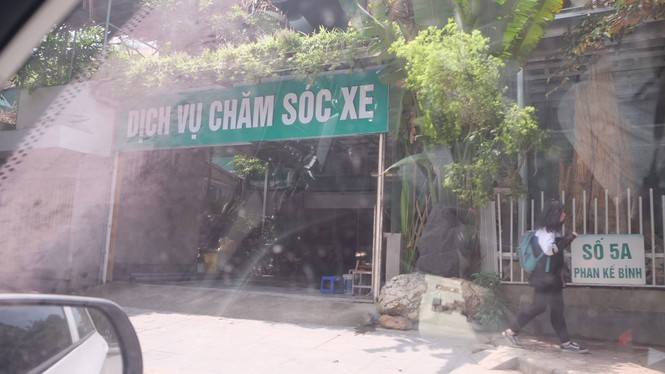 DỊCH VỤ CHĂM SÓC XE
SỐ 5A
PHAN KẾ BÍNH